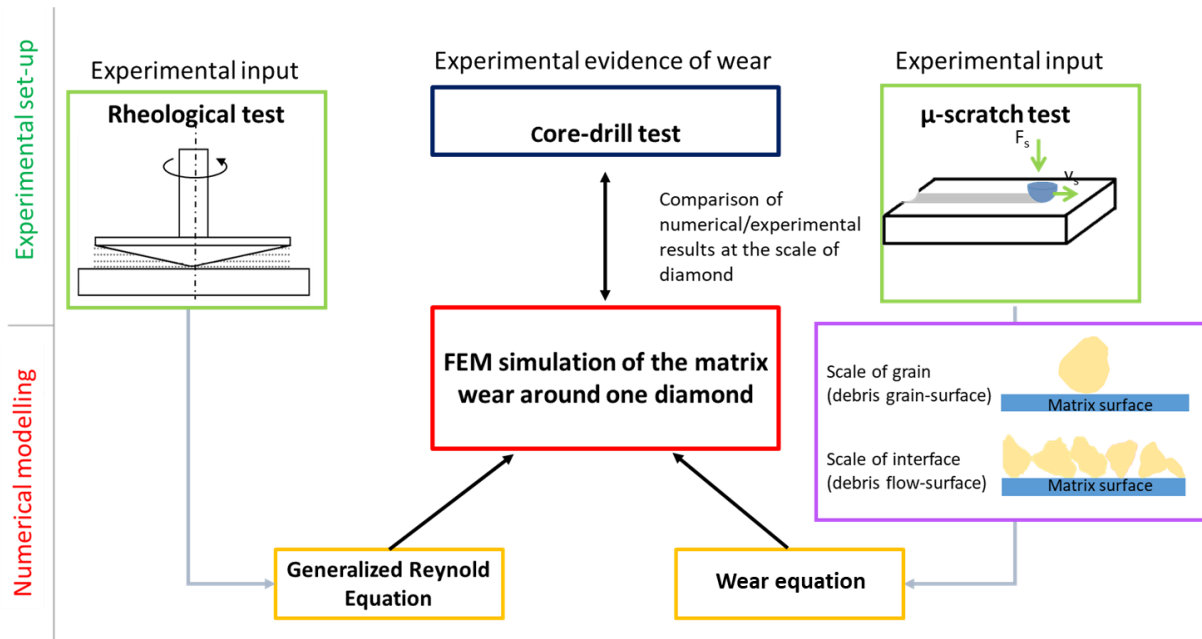 Experimental set-up
Experimental input
Rheological test
Experimental evidence of wear
Core-drill test
Comparison of
numerical/experimental
results at the scale of
diamond
Experimental input
μ-scratch test
Fs
vs
Numerical modelling
FEM simulation of the matrix
wear around one diamond
Scale of grain
(debris grain-surface)
Matrix surface
Scale of interface
(debris flow-surface)
Matrix surface
Generalized Reynold
Equation
Wear equation